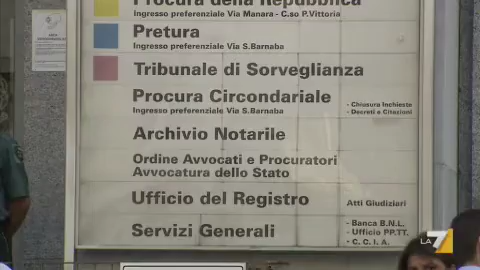 Procura della Repubblica
Ingresso preferenziale Via Manara - C.so P.Vittoria
Pretura
Ingresso preferenziale Via S.Barnaba
Tribunale di Sorveglianza
Procura Circondariale
Ingresso preferenziale Via S.Barnaba
- Chiusura Inchieste
- Decreti e Citazioni
Archivio Notarile
Ordine Avvocati e Procuratori
Avvocatura dello Stato
Ufficio del Registro
Atti Giudiziari
Servizi Generali
- Banca B.N.L.
- Ufficio PP.TT.
- C. C. I. A.
LA7